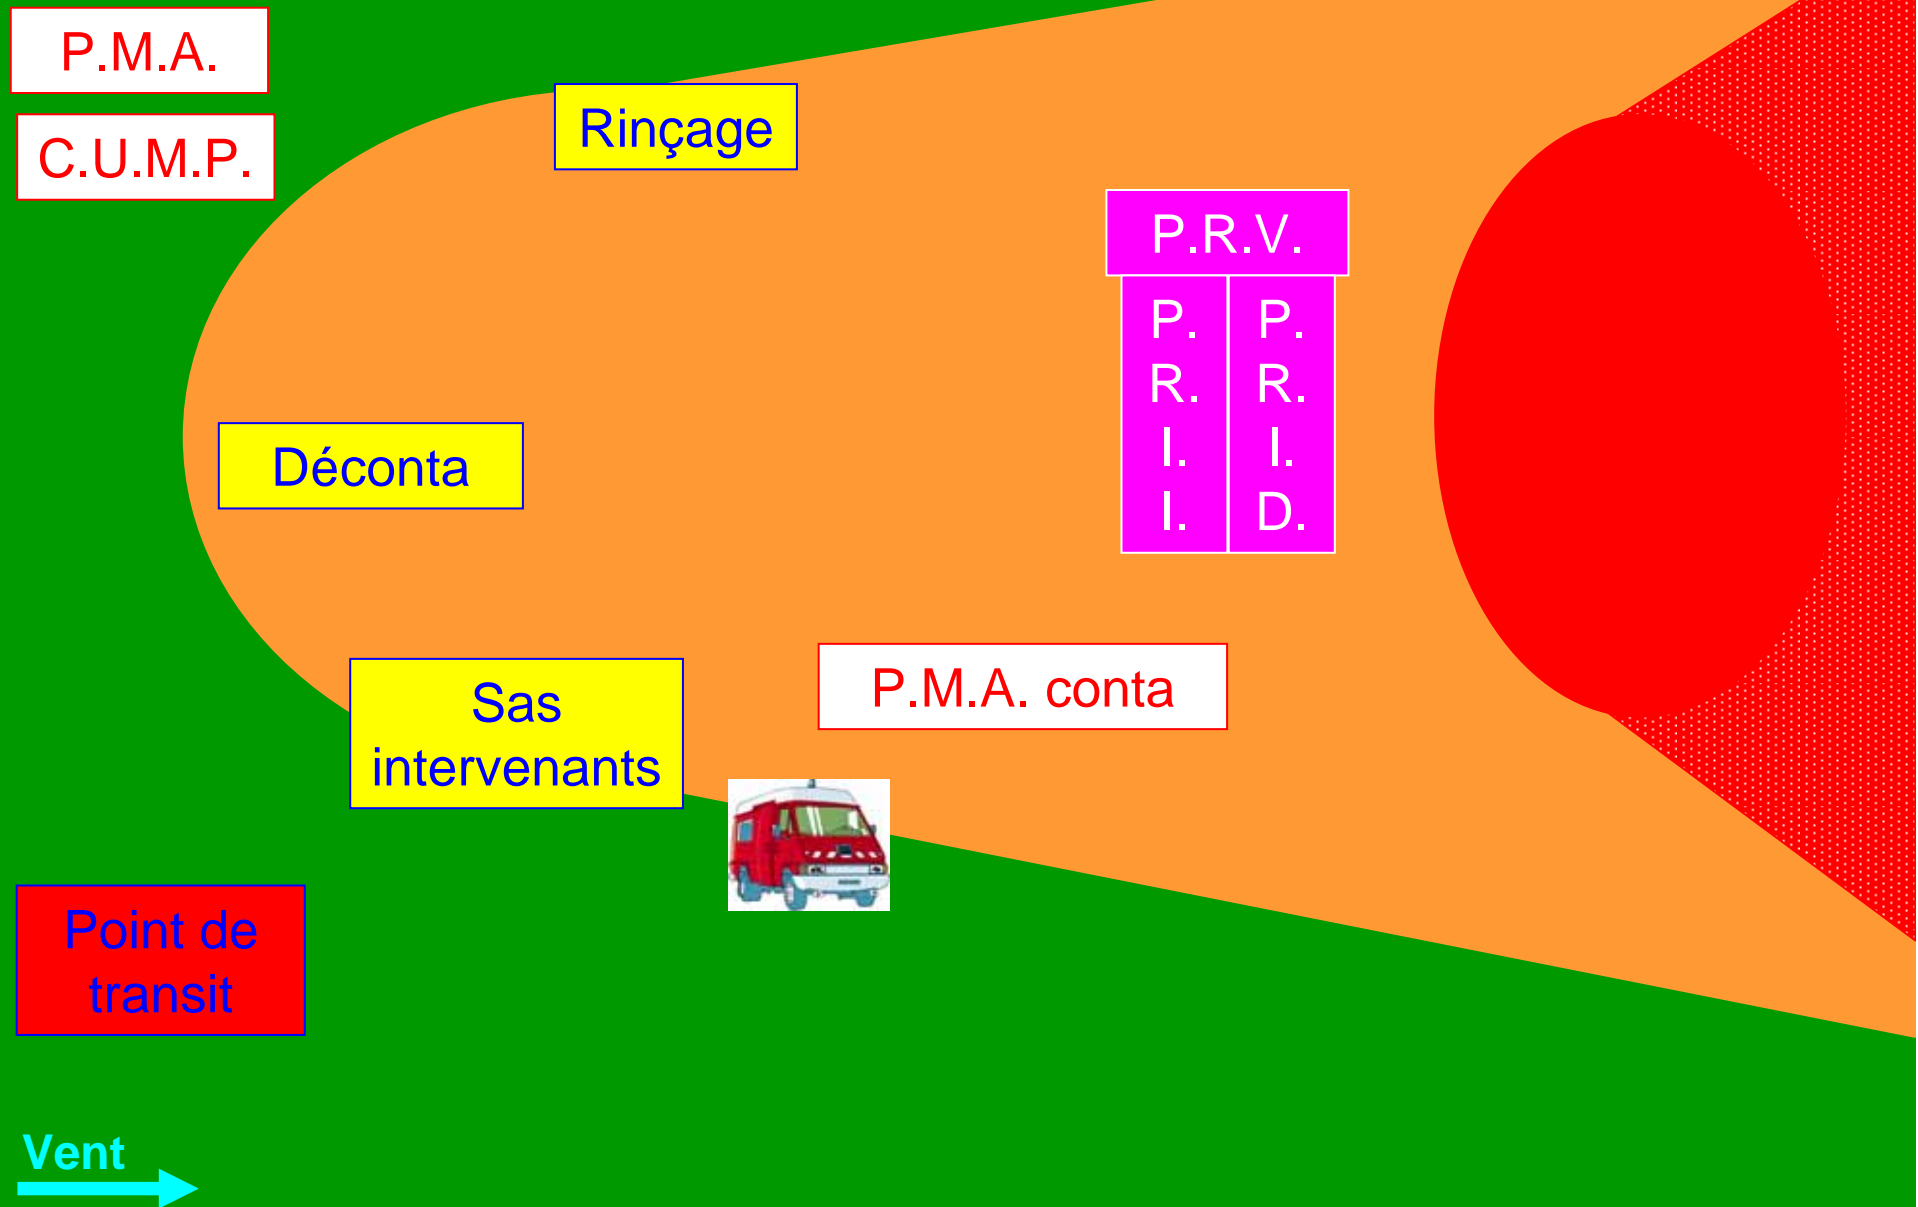 P.M.A.
C.U.M.P.
Rinçage
P.R.V.
P.
R.
I.
I.
P.
R.
I.
D.
Déconta
Sas
intervenants
P.M.A. conta
Point de
transit
Vent